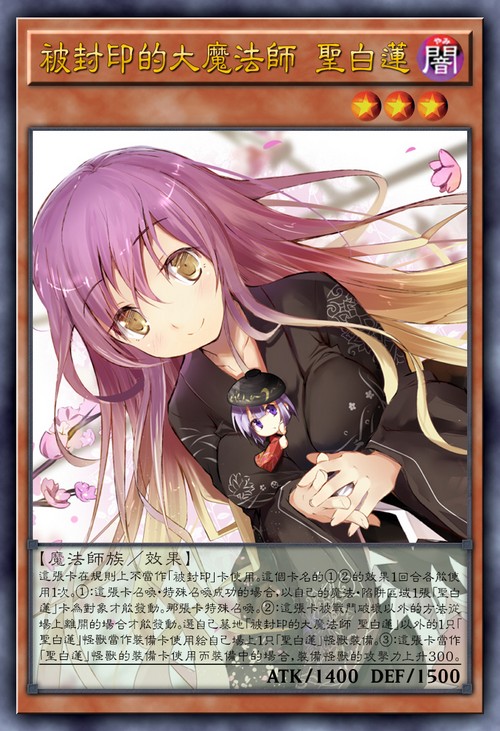 被封印的大魔法師 聖白蓮
やみ
闇
【魔法師族／效果】
這張卡在規則上不當作「被封印」卡使用。這個卡名的①②的效果1回合各能使
用1次。①:這張卡召喚·特殊召喚成功的場合,以自己的魔法·陷阱區域1張「聖白
蓮」卡為對象才能發動。那張卡特殊召喚。②:這張卡被戰鬥破壞以外的方法從
場上離開的場合才能發動。選自己墓地「被封印的大魔法師 聖白蓮」以外的1只「
聖白蓮」怪獸當作裝備卡使用給自己場上1只「聖白蓮」怪獸裝備。③:這張卡當作
「聖白蓮」怪獸的裝備卡使用而裝備中的場合,裝備怪獸的攻擊力上升300。
ATK/1400 DEF/1500